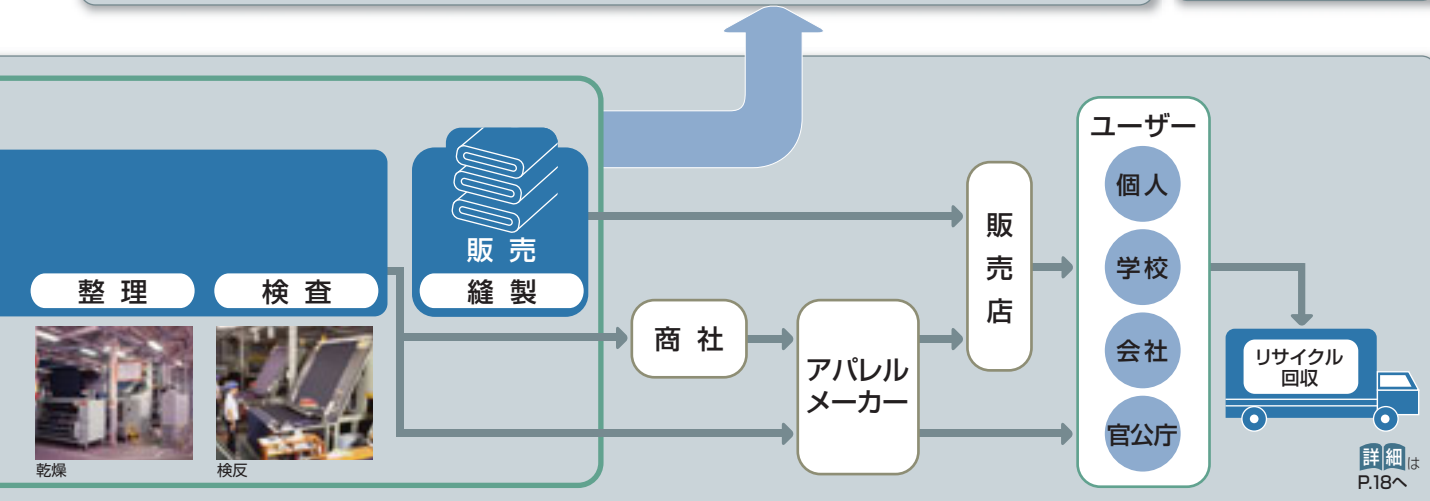 整理
乾燥
検査
検反
販売
縫製
商社
アパレル
メーカー
販売店
ユーザー
個人
学校
会社
官公庁
リサイクル
回収
詳細は
P.18へ